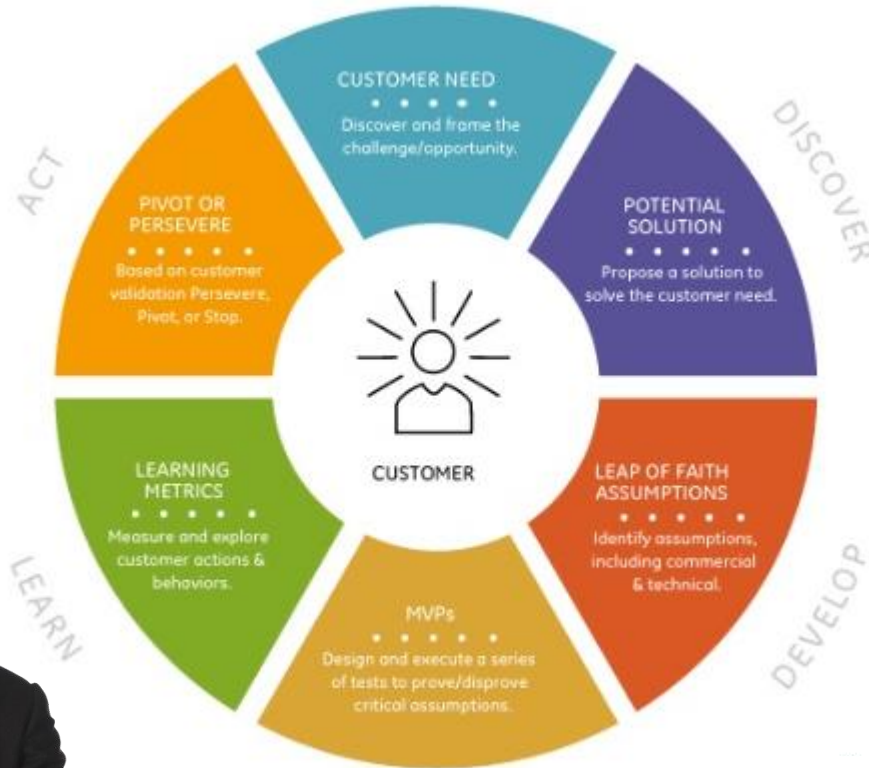 CUSTOMER NEED
Discover and frame the
challenge/opportunity.
DISCOVER
POTENTIAL
SOLUTION
Propose a solution to
solve the customer need.
LEAP OF FAITH
ASSUMPTIONS
Identify assumptions,
including commercial
& technical.
DEVELOP
MVPs
Design and execute a series
of tests to prove/disprove
critical assumptions.
LEARN
LEARNING
METRICS
Measure and explore
customer actions &
behaviors.
ACT
PIVOT OR
PERSEVERE
Based on customer
validation Persevere,
Pivot, or Stop.
CUSTOMER